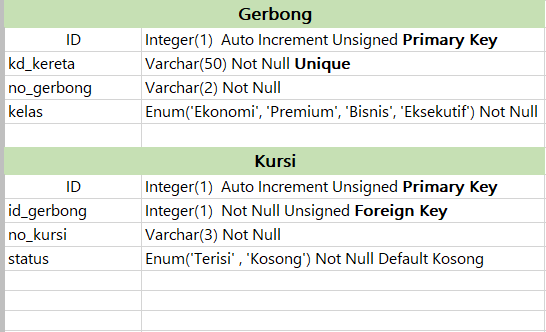 Gerbong
ID Integer(1) Auto Increment Unsigned Primary Key
kd_kereta Varchar(50) Not Null Unique
no_gerbong Varchar(2) Not Null
kelas Enum('Ekonomi', 'Premium', 'Bisnis', 'Eksekutif') Not Null
Kursi
ID Integer(1) Auto Increment Unsigned Primary Key
id_gerbong Integer(1) Not Null Unsigned Foreign Key
no_kursi Varchar(3) Not Null
status Enum('Terisi' , 'Kosong') Not Null Default Kosong